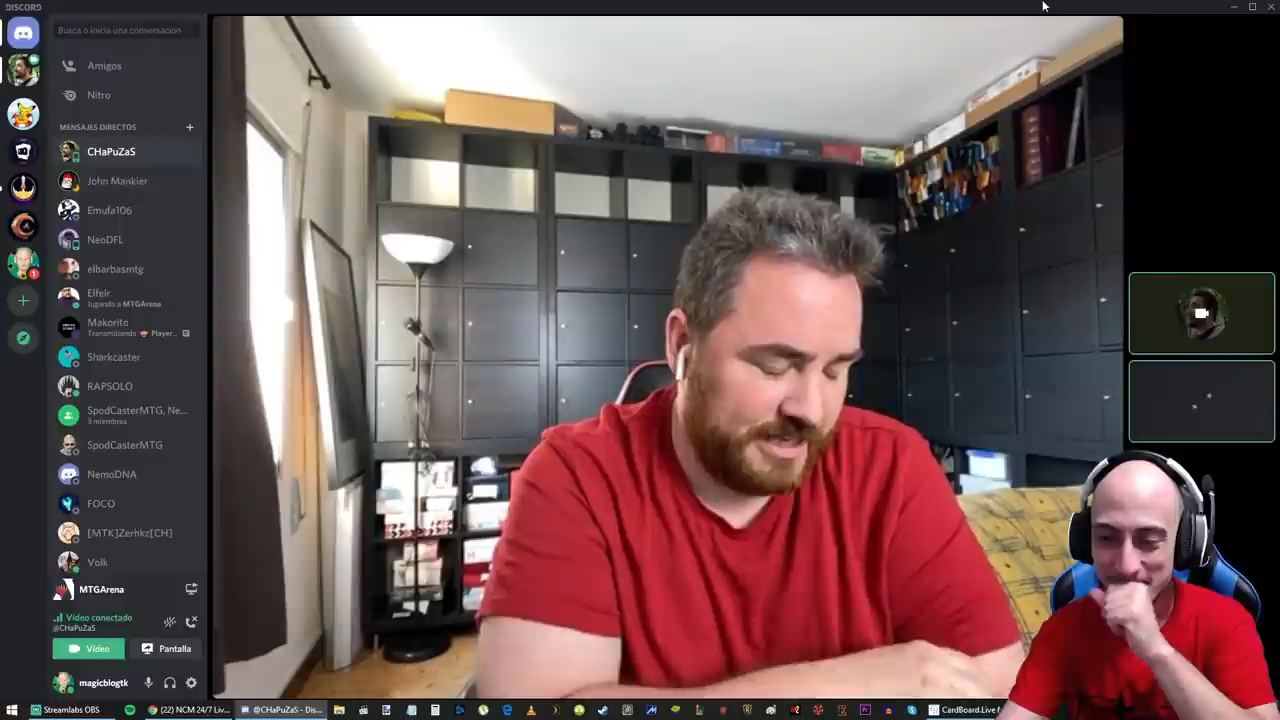 DISCORD
Busca o inicia una conversación
Amigos
Nitro
MENSAJES DIRECTOS
CHaPuZaS
John Mankier
Emufa106
NeoDFL
elbarbasmtg
Elfeir
Jugando a MTGArena
Makorito
Transmitiendo Player...
Sharkcaster
RAPSOLO
SpodCasterMTG, Ne...
3 miembros
SpodCasterMTG
NemoDNA
FOCO
[MTK]Zerhkz[CH]
Volk
MTGArena
Vídeo conectado
@CHaPuZaS
Vídeo
Pantalla
magicblogtk
Streamlabs OBS
(22) NCM 24/7 Liv...
@CHaPuZaS - Dis...
CardBoard.Live f